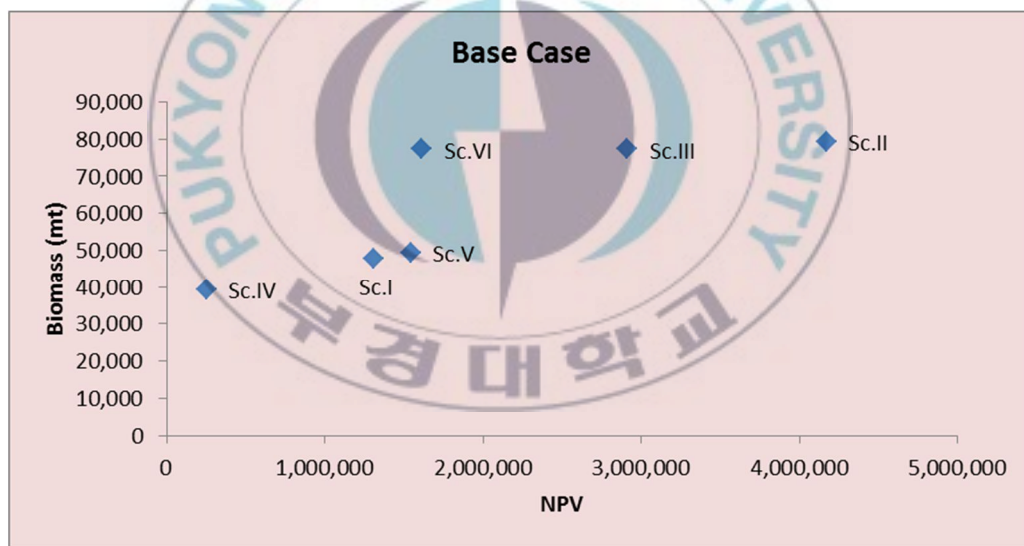 Base Case
Biomass (mt)
90,000
80,000
70,000
60,000
50,000
40,000
30,000
20,000
10,000
0
Sc.VI
Sc.III
Sc.II
Sc.V
Sc.I
Sc.IV
0
1,000,000
2,000,000
3,000,000
4,000,000
5,000,000
NPV
부경대학교